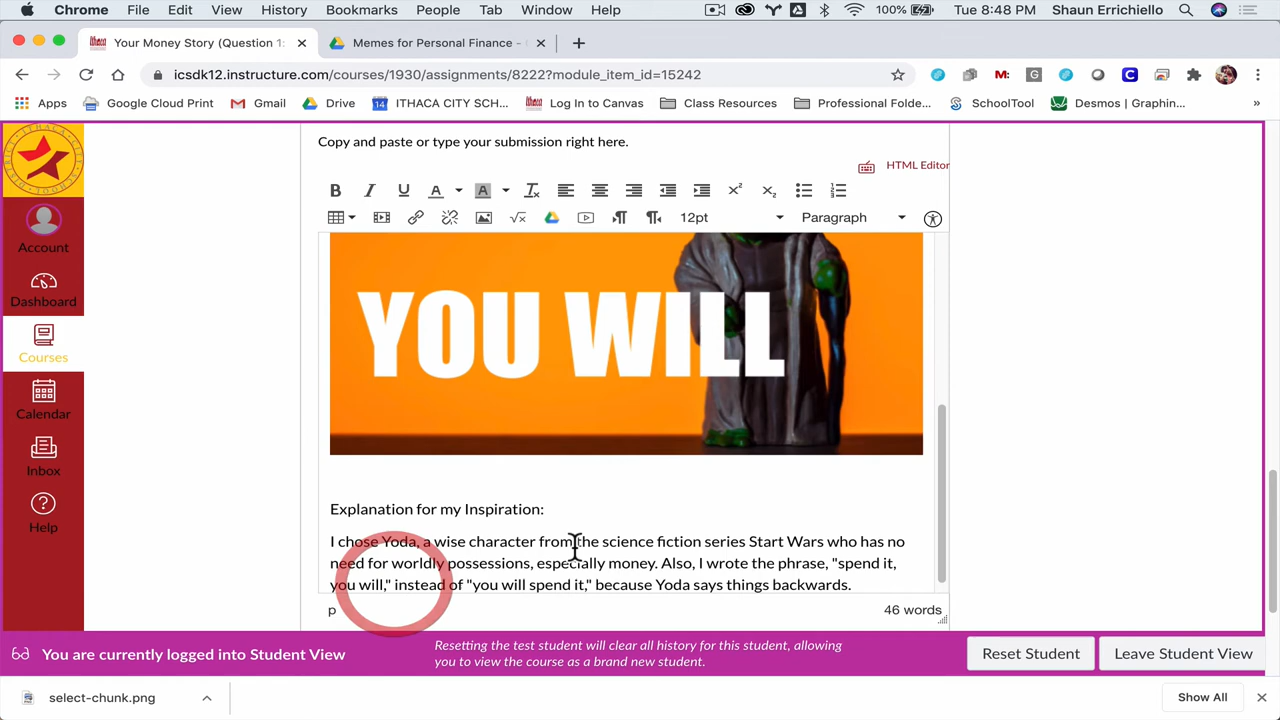 Chrome File Edit View History Bookmarks People Tab Window Help 100% Tue 8:48 PM Shaun Errichiello
Your Money Story (Question 1: Memes for Personal Finance -
icsdk12.instructure.com/courses/1930/assignments/8222?module_item_id=15242
Apps Google Cloud Print Gmail Drive 14 ITHACA CITY SCH... Log In to Canvas Class Resources Professional Folde... SchoolTool Desmos | Graphin... »
Copy and paste or type your submission right here.
HTML Editor
12pt Paragraph
YOU WILL
Explanation for my Inspiration:
I chose Yoda, a wise character from the science fiction series Start Wars who has no
need for worldly possessions, especially money. Also, I wrote the phrase, "spend it,
you will," instead of "you will spend it," because Yoda says things backwards.
p 46 words
Account
Dashboard
Courses
Calendar
Inbox
Help
You are currently logged into Student View
Resetting the test student will clear all history for this student, allowing
you to view the course as a brand new student.
Reset Student Leave Student View
select-chunk.png Show All